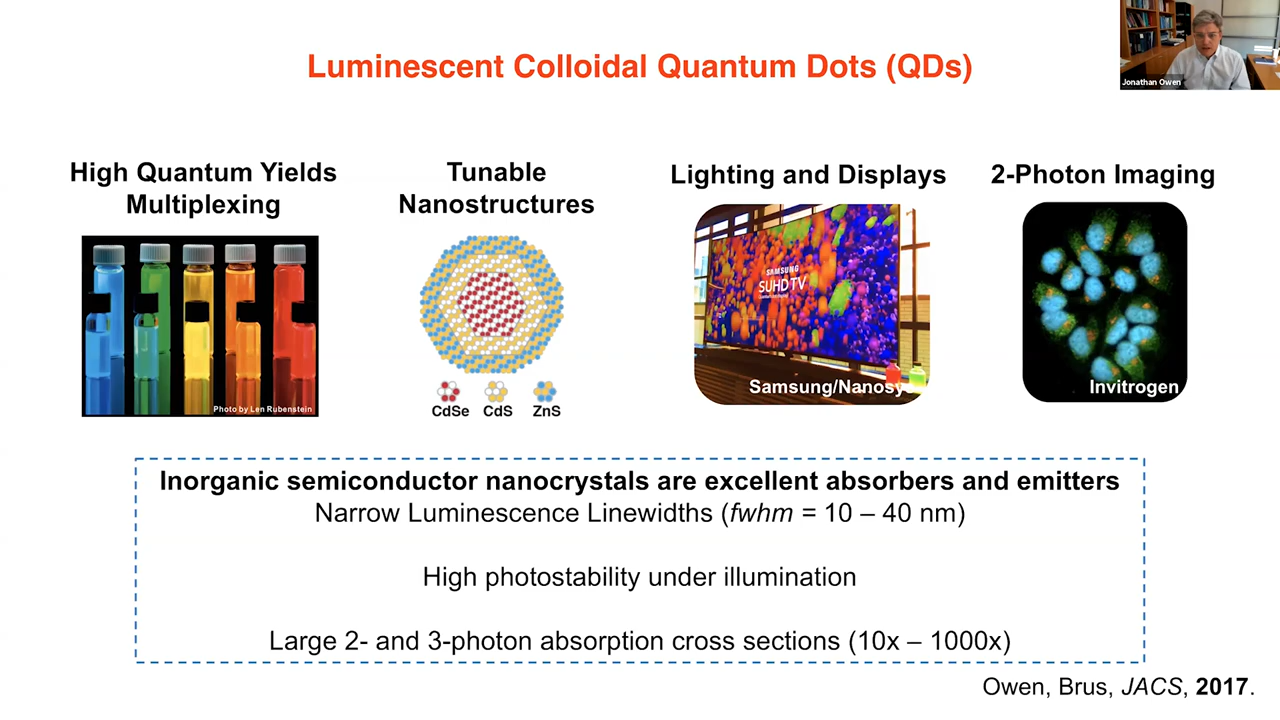 Luminescent Colloidal Quantum Dots (QDs)
Jonathan Owen
High Quantum Yields
Multiplexing
Photo by Len Rubenstein
Tunable
Nanostructures
CdSe CdS ZnS
Lighting and Displays
SAMSUNG
SUHD TV
Samsung/Nanosy
2-Photon Imaging
Invitrogen
Inorganic semiconductor nanocrystals are excellent absorbers and emitters
Narrow Luminescence Linewidths (fwhm = 10 – 40 nm)
High photostability under illumination
Large 2- and 3-photon absorption cross sections (10x – 1000x)
Owen, Brus, JACS, 2017.